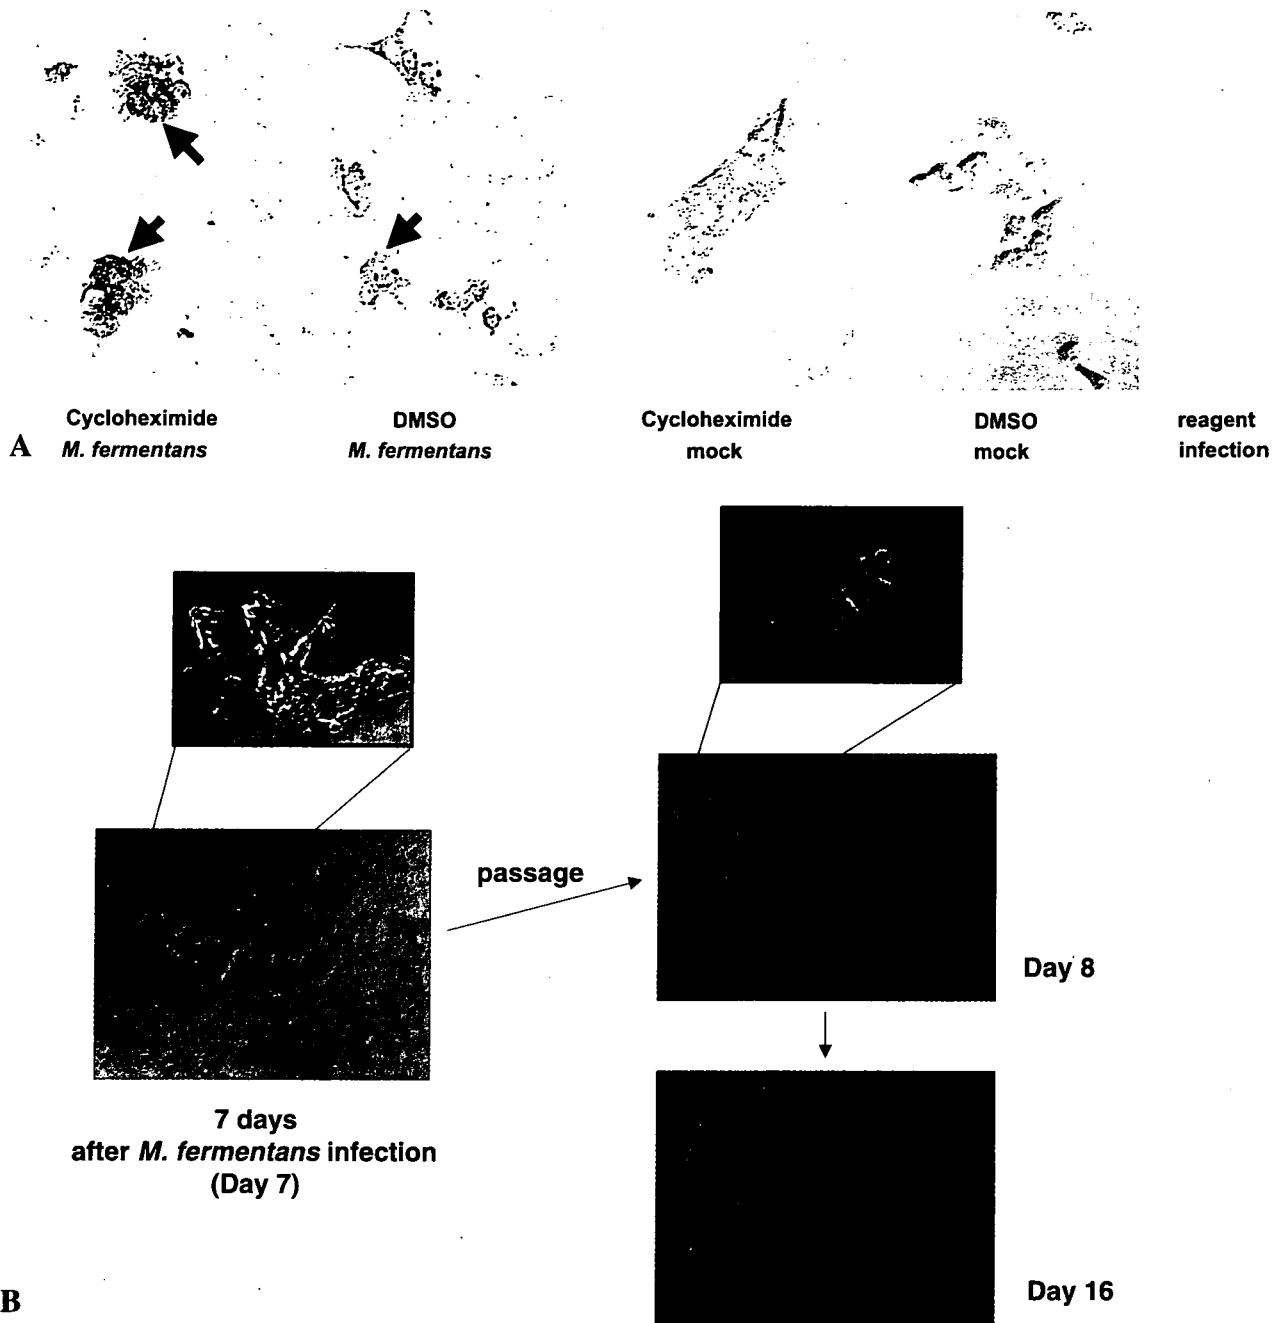 Cycloheximide DMSO Cycloheximide DMSO reagent
A M. fermentans M. fermentans mock mock infection
passage
Day 8
7 days
after M. fermentans infection
(Day 7)
Day 16
B